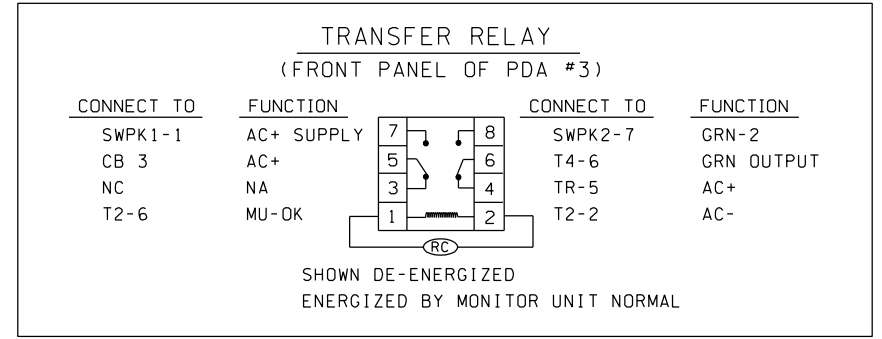 TRANSFER RELAY
(FRONT PANEL OF PDA #3)
CONNECT TO FUNCTION CONNECT TO FUNCTION
SWPK1-1 AC+ SUPPLY 7 8 SWPK2-7 GRN-2
CB 3 AC+ 5 6 T4-6 GRN OUTPUT
NC NA 3 4 TR-5 AC+
T2-6 MU-OK 1 2 T2-2 AC-
RC
SHOWN DE-ENERGIZED
ENERGIZED BY MONITOR UNIT NORMAL